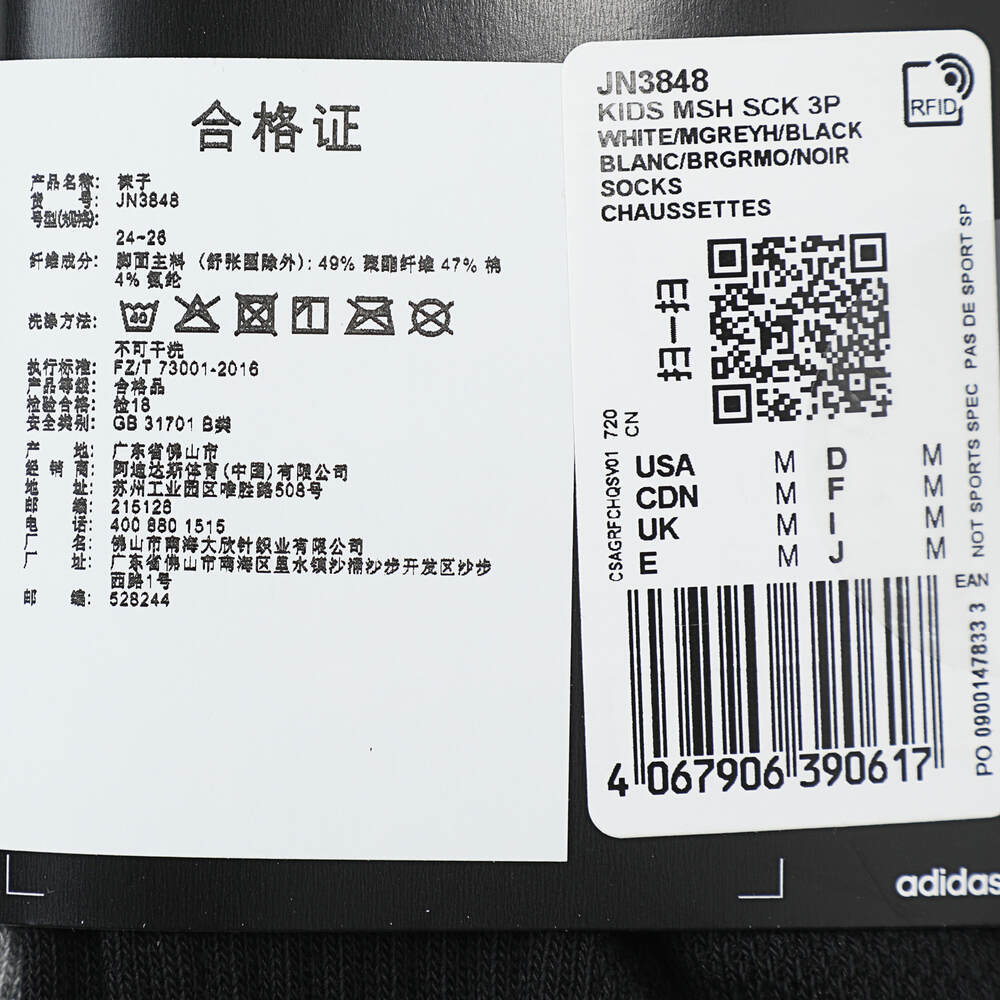 合格证
产品名称: 袜子
货 号: JN3848
号型(规格):
24-26
纤维成分: 脚面主料 (舒张圈除外): 49% 聚酯纤维 47% 棉
4% 氨纶
洗涤方法: 40
不可干洗
执行标准: FZ/T 73001-2016
产品等级: 合格品
检验合格: 检18
安全类别: GB 31701 B类
产 地: 广东省佛山市
经 销 商: 阿迪达斯体育(中国)有限公司
地 址: 苏州工业园区唯胜路508号
邮 编: 215126
电 话: 400 880 1515
厂 名: 佛山市南海大欣针织业有限公司
厂 址: 广东省佛山市南海区里水镇沙涌沙步开发区沙步
西路1号
邮 编: 528244
JN3848
KIDS MSH SCK 3P
WHITE/MGREYH/BLACK
BLANC/BRGRMO/NOIR
SOCKS
CHAUSSETTES
RFID
扫一扫
CSAGRFCHQSV01 720
CN
USA M D M
CDN M F M
UK M I M
E M J M
EAN
4 067906 390617
NOT SPORTS SPEC PAS DE SPORT SP
PO 0900147833 3
adidas